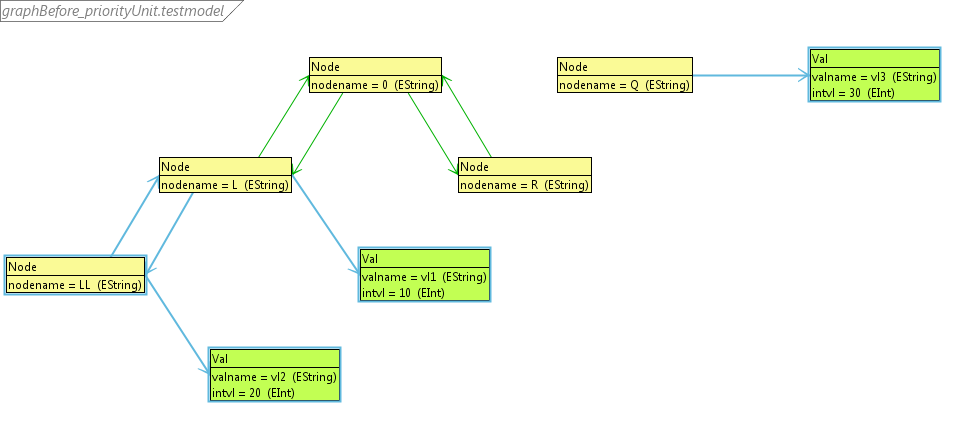 graphBefore_priorityUnit.testmodel
Node
nodename = 0 (EString)
Node
nodename = Q (EString)
Val
valname = vl3 (EString)
intvl = 30 (EInt)
Node
nodename = L (EString)
Node
nodename = R (EString)
Node
nodename = LL (EString)
Val
valname = vl1 (EString)
intvl = 10 (EInt)
Val
valname = vl2 (EString)
intvl = 20 (EInt)